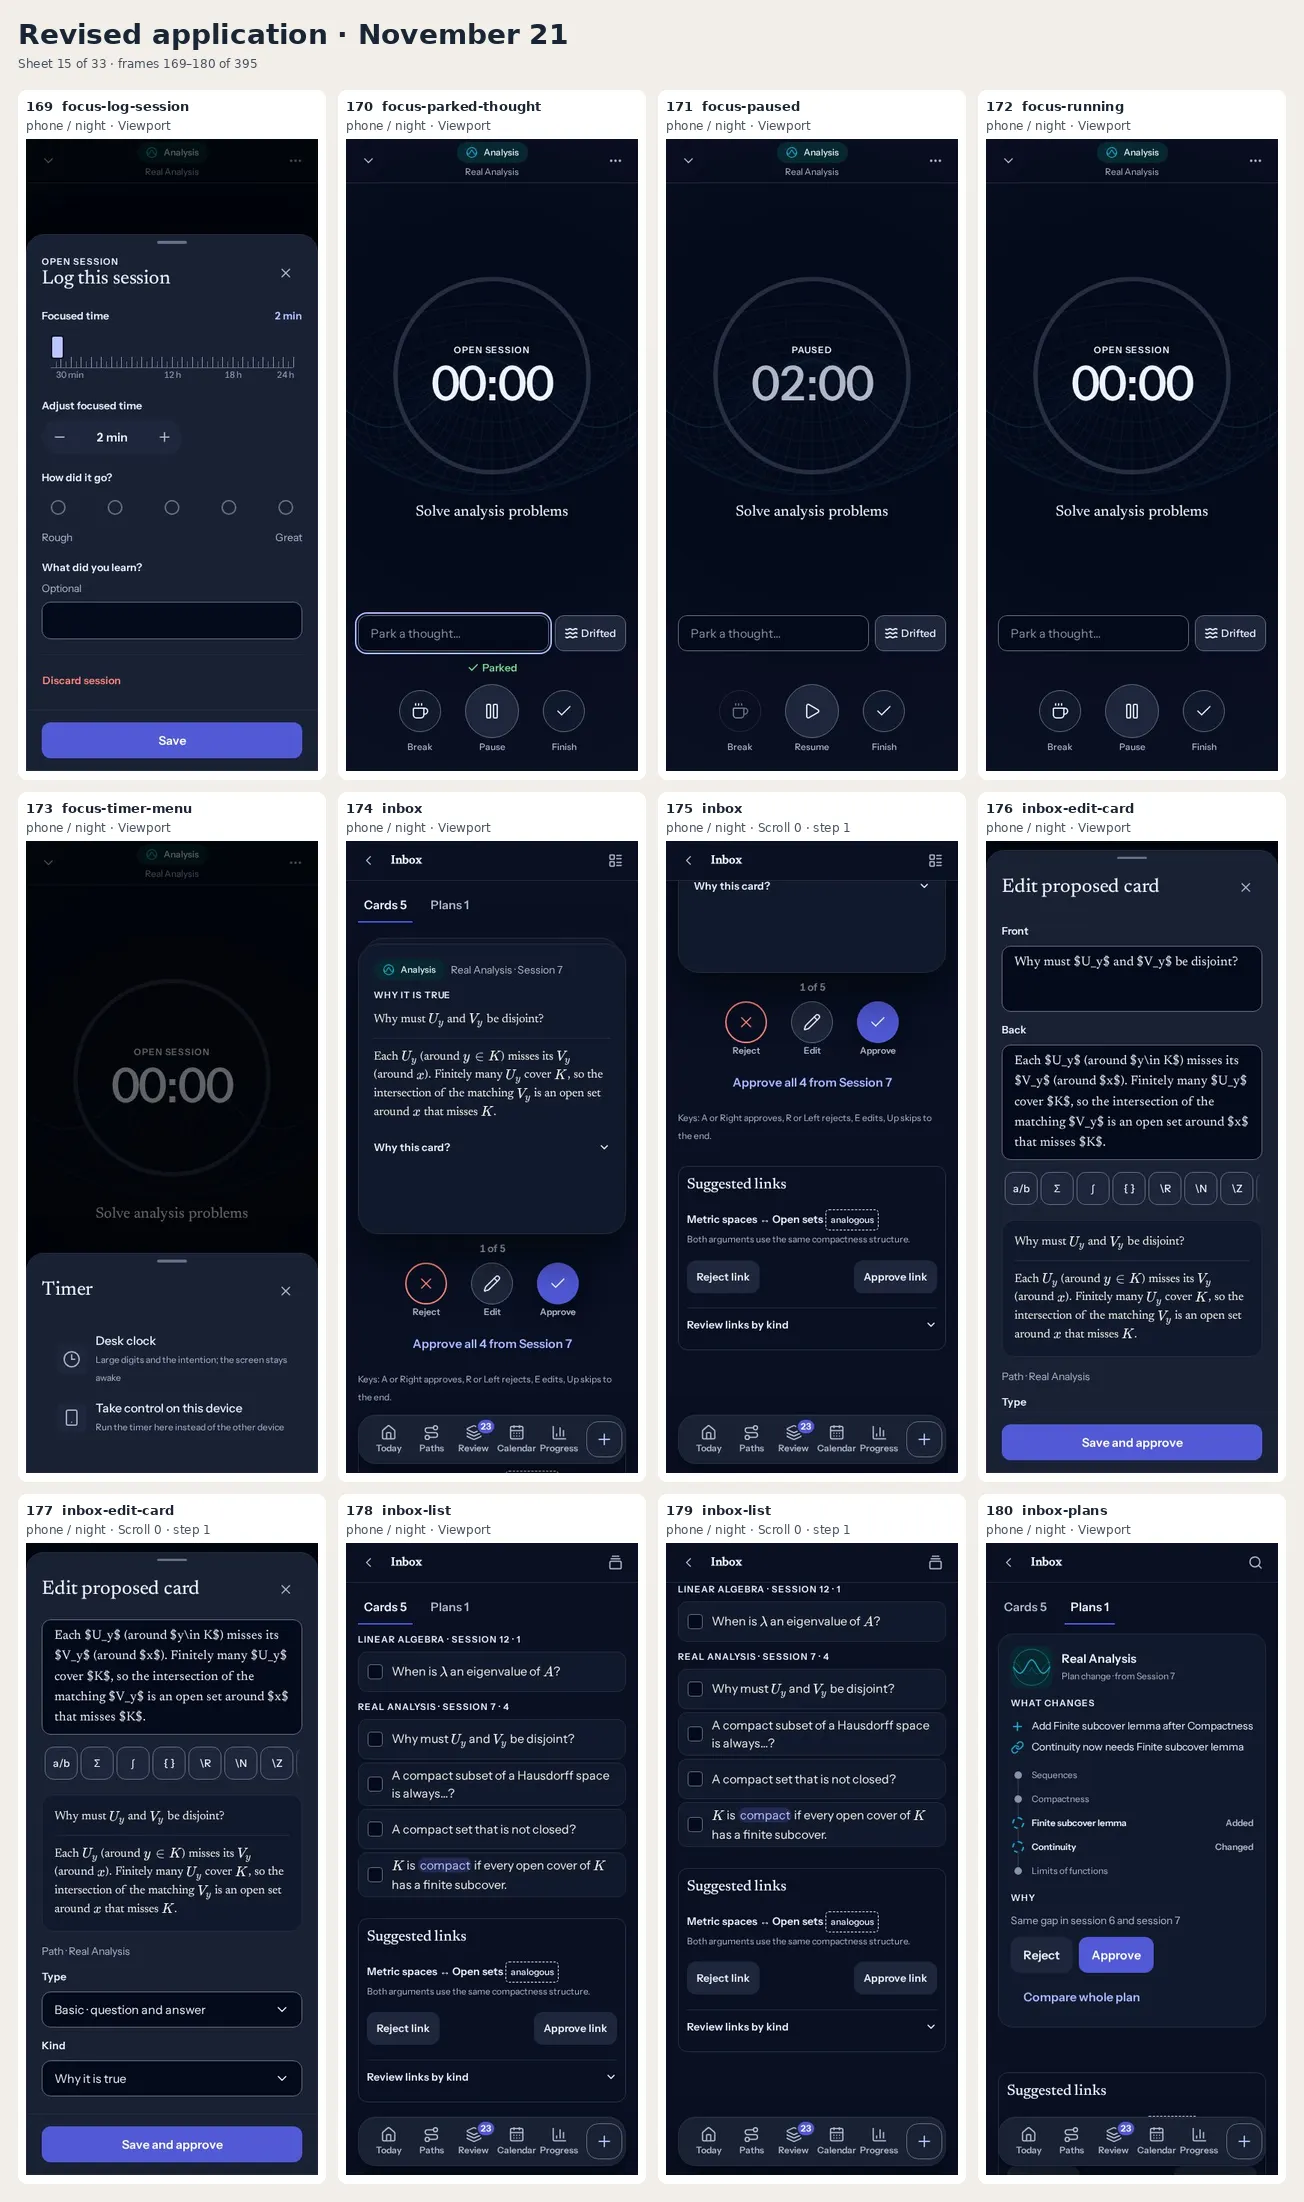 Revised application · November 21
Sheet 15 of 33 · frames 169–180 of 395
169 focus-log-session
phone / night · Viewport
Analysis
Real Analysis
OPEN SESSION
Log this session
Focused time
2 min
30 min
12 h
18 h
24 h
Adjust focused time
2 min
How did it go?
Rough
Great
What did you learn?
Optional
Discard session
Save
170 focus-parked-thought
phone / night · Viewport
Analysis
Real Analysis
OPEN SESSION
00:00
Solve analysis problems
Park a thought...
Drifted
Parked
Break
Pause
Finish
171 focus-paused
phone / night · Viewport
Analysis
Real Analysis
PAUSED
02:00
Solve analysis problems
Park a thought...
Drifted
Break
Resume
Finish
172 focus-running
phone / night · Viewport
Analysis
Real Analysis
OPEN SESSION
00:00
Solve analysis problems
Park a thought...
Drifted
Break
Pause
Finish
173 focus-timer-menu
phone / night · Viewport
Analysis
Real Analysis
OPEN SESSION
00:00
Solve analysis problems
Timer
Desk clock
Large digits and the intention; the screen stays
awake
Take control on this device
Run the timer here instead of the other device
174 inbox
phone / night · Viewport
Inbox
Cards 5
Plans 1
Analysis
Real Analysis · Session 7
WHY IT IS TRUE
Why must U_y and V_y be disjoint?
Each U_y (around y ∈ K) misses its V_y
(around x). Finitely many U_y cover K, so the
intersection of the matching V_y is an open set
around x that misses K.
Why this card?
1 of 5
Reject
Edit
Approve
Approve all 4 from Session 7
Keys: A or Right approves, R or Left rejects, E edits, Up skips to
the end.
Today
Paths
Review
23
Calendar
Progress
175 inbox
phone / night · Scroll 0 · step 1
Inbox
Why this card?
1 of 5
Reject
Edit
Approve
Approve all 4 from Session 7
Keys: A or Right approves, R or Left rejects, E edits, Up skips to
the end.
Suggested links
Metric spaces ↔ Open sets analogous
Both arguments use the same compactness structure.
Reject link
Approve link
Review links by kind
Today
Paths
Review
23
Calendar
Progress
176 inbox-edit-card
phone / night · Viewport
Edit proposed card
Front
Why must $U_y$ and $V_y$ be disjoint?
Back
Each $U_y$ (around $y\in K$) misses its
$V_y$ (around $x$). Finitely many $U_y$
cover $K$, so the intersection of the
matching $V_y$ is an open set around $x$
that misses $K$.
a/b
Σ
∫
{ }
\R
\N
\Z
Why must U_y and V_y be disjoint?
Each U_y (around y ∈ K) misses its V_y
(around x). Finitely many U_y cover K, so the
intersection of the matching V_y is an open set
around x that misses K.
Path · Real Analysis
Type
Save and approve
177 inbox-edit-card
phone / night · Scroll 0 · step 1
Edit proposed card
Each $U_y$ (around $y\in K$) misses its
$V_y$ (around $x$). Finitely many $U_y$
cover $K$, so the intersection of the
matching $V_y$ is an open set around $x$
that misses $K$.
a/b
Σ
∫
{ }
\R
\N
\Z
Why must U_y and V_y be disjoint?
Each U_y (around y ∈ K) misses its V_y
(around x). Finitely many U_y cover K, so the
intersection of the matching V_y is an open set
around x that misses K.
Path · Real Analysis
Type
Basic · question and answer
Kind
Why it is true
Save and approve
178 inbox-list
phone / night · Viewport
Inbox
Cards 5
Plans 1
LINEAR ALGEBRA · SESSION 12 · 1
When is λ an eigenvalue of A?
REAL ANALYSIS · SESSION 7 · 4
Why must U_y and V_y be disjoint?
A compact subset of a Hausdorff space
is always...?
A compact set that is not closed?
K is compact if every open cover of K
has a finite subcover.
Suggested links
Metric spaces ↔ Open sets analogous
Both arguments use the same compactness structure.
Reject link
Approve link
Review links by kind
Today
Paths
Review
23
Calendar
Progress
179 inbox-list
phone / night · Scroll 0 · step 1
Inbox
LINEAR ALGEBRA · SESSION 12 · 1
When is λ an eigenvalue of A?
REAL ANALYSIS · SESSION 7 · 4
Why must U_y and V_y be disjoint?
A compact subset of a Hausdorff space
is always...?
A compact set that is not closed?
K is compact if every open cover of K
has a finite subcover.
Suggested links
Metric spaces ↔ Open sets analogous
Both arguments use the same compactness structure.
Reject link
Approve link
Review links by kind
Today
Paths
Review
23
Calendar
Progress
180 inbox-plans
phone / night · Viewport
Inbox
Cards 5
Plans 1
Real Analysis
Plan change · from Session 7
WHAT CHANGES
Add Finite subcover lemma after Compactness
Continuity now needs Finite subcover lemma
Sequences
Compactness
Finite subcover lemma
Added
Continuity
Changed
Limits of functions
WHY
Same gap in session 6 and session 7
Reject
Approve
Compare whole plan
Suggested links
Today
Paths
Review
23
Calendar
Progress